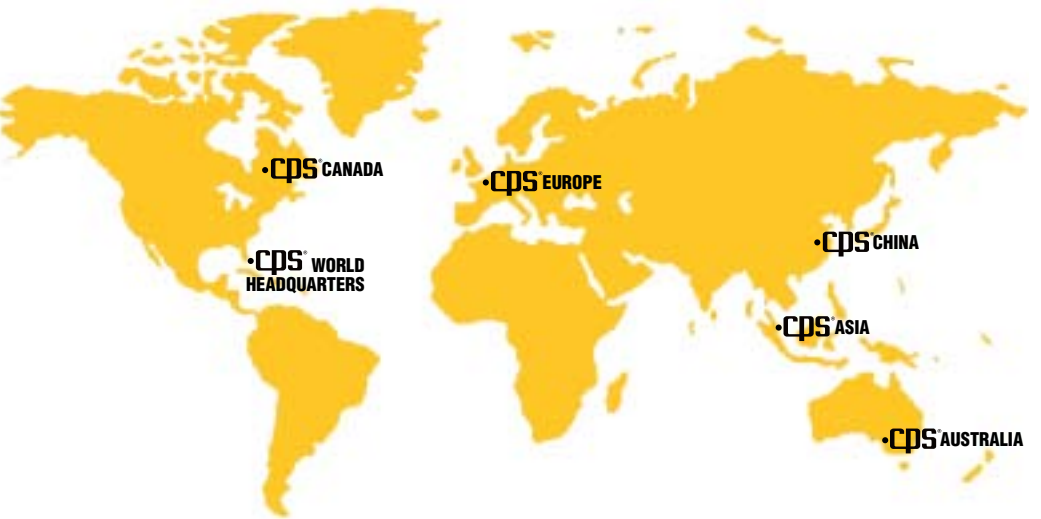 cps® CANADA
cps® EUROPE
cps® CHINA
cps® WORLD
HEADQUARTERS
cps® ASIA
cps® AUSTRALIA